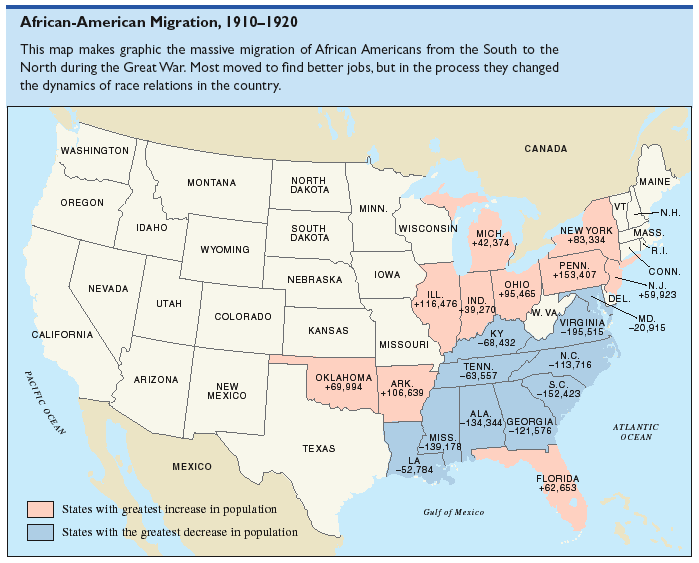 African-American Migration, 1910–1920
This map makes graphic the massive migration of African Americans from the South to the
North during the Great War. Most moved to find better jobs, but in the process they changed
the dynamics of race relations in the country.
CANADA
WASHINGTON
OREGON
IDAHO
MONTANA
NORTH
DAKOTA
SOUTH
DAKOTA
MINN.
WISCONSIN
MICH.
+42,374
NEW YORK
+83,334
VT
MAINE
N.H.
MASS.
R.I.
CONN.
N.J.
+59,923
PENN.
+153,407
DEL.
MD.
–20,915
WYOMING
NEBRASKA
IOWA
ILL.
+116,476
IND.
+39,270
OHIO
+95,465
W. VA.
VIRGINIA
–195,515
NEVADA
UTAH
COLORADO
KANSAS
MISSOURI
KY
–68,432
N.C.
–113,716
TENN.
–63,557
S.C.
–152,423
CALIFORNIA
ARIZONA
NEW
MEXICO
OKLAHOMA
+69,994
ARK.
+106,639
MISS.
–139,178
ALA.
–134,344
GEORGIA
–121,576
TEXAS
LA
–52,784
FLORIDA
+62,653
PACIFIC OCEAN
ATLANTIC
OCEAN
MEXICO
Gulf of Mexico
States with greatest increase in population
States with the greatest decrease in population